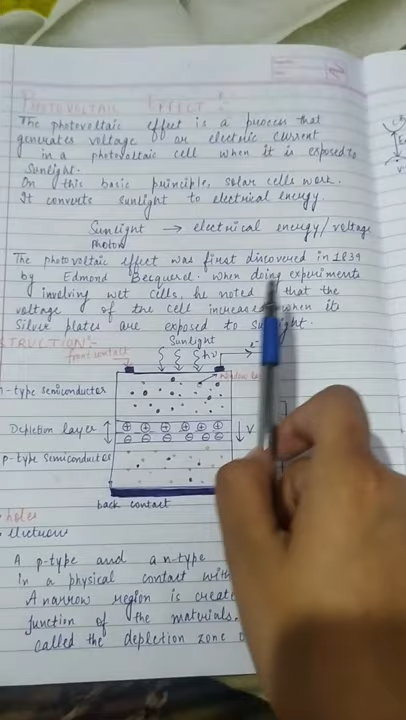 PHOTOVOLTAIC EFFECT:-
The photovoltaic effect is a process that
generates voltage or an electric current
in a photovoltaic cell when it is exposed to
Sunlight.
On this basic principle, solar cells work.
It converts sunlight to electrical energy.
Sunlight → electrical energy/voltage
Photon
The photovoltaic effect was first discovered in 1839
by Edmond Becquerel. When doing experiments
involving wet cells, he noted that the
voltage of the cell increased when its
Silver plates are exposed to sunlight.
STRUCTION:-
Sunlight
front contact
hν
e-
n-type semiconductor
Depletion layer
V
p-type Semiconductor
back contact
holes
electron
A p-type and a n-type
in a physical contact with
A narrow region is create
junction of the materials.
called the depletion zone